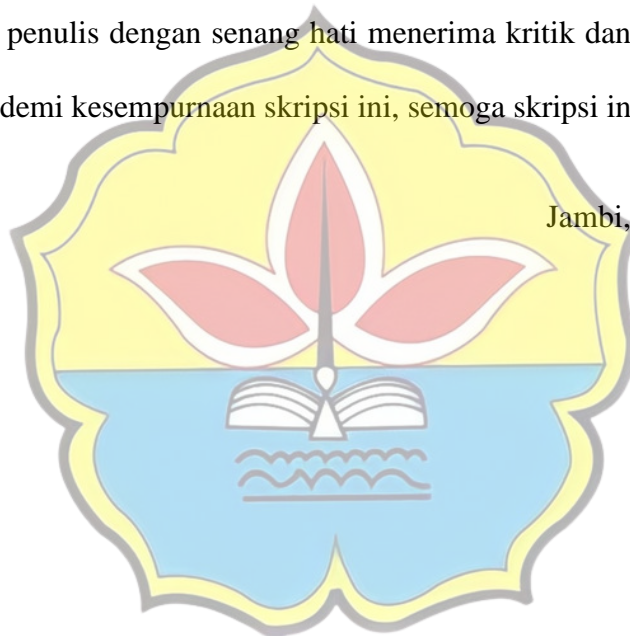 penulis dengan senang hati menerima kritik dan
demi kesempurnaan skripsi ini, semoga skripsi in
Jambi,